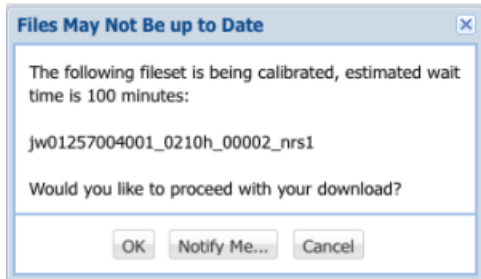 Files May Not Be up to Date
The following fileset is being calibrated, estimated wait
time is 100 minutes:
jw01257004001_0210h_00002_nrs1
Would you like to proceed with your download?
OK Notify Me... Cancel